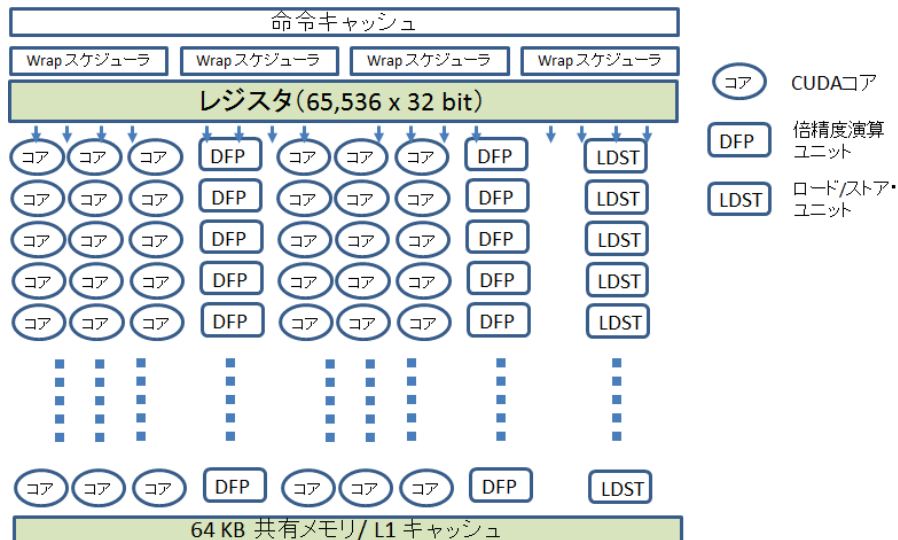 命令キャッシュ
Wrapスケジューラ Wrapスケジューラ Wrapスケジューラ Wrapスケジューラ
レジスタ(65,536 x 32 bit)
コア コア コア DFP コア コア コア DFP LDST
コア コア コア DFP コア コア コア DFP LDST
コア コア コア DFP コア コア コア DFP LDST
コア コア コア DFP コア コア コア DFP LDST
コア コア コア DFP コア コア コア DFP LDST
コア コア コア DFP コア コア コア DFP LDST
64 KB 共有メモリ/ L1 キャッシュ
コア CUDAコア
DFP 倍精度演算
ユニット
LDST ロード/ストア・
ユニット